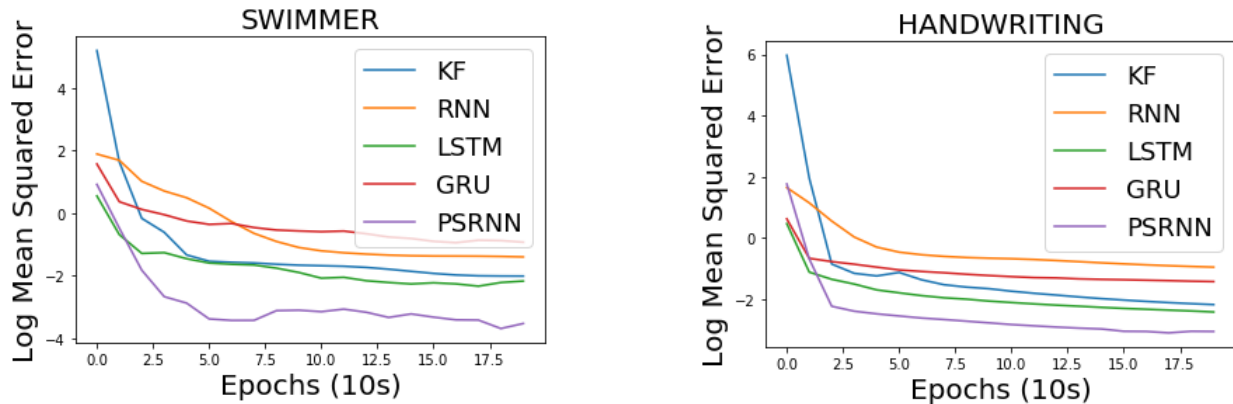 SWIMMER
Log Mean Squared Error
4
2
0
−2
−4
KF
RNN
LSTM
GRU
PSRNN
0.0 2.5 5.0 7.5 10.0 12.5 15.0 17.5
Epochs (10s)
HANDWRITING
Log Mean Squared Error
6
4
2
0
−2
KF
RNN
LSTM
GRU
PSRNN
0.0 2.5 5.0 7.5 10.0 12.5 15.0 17.5
Epochs (10s)